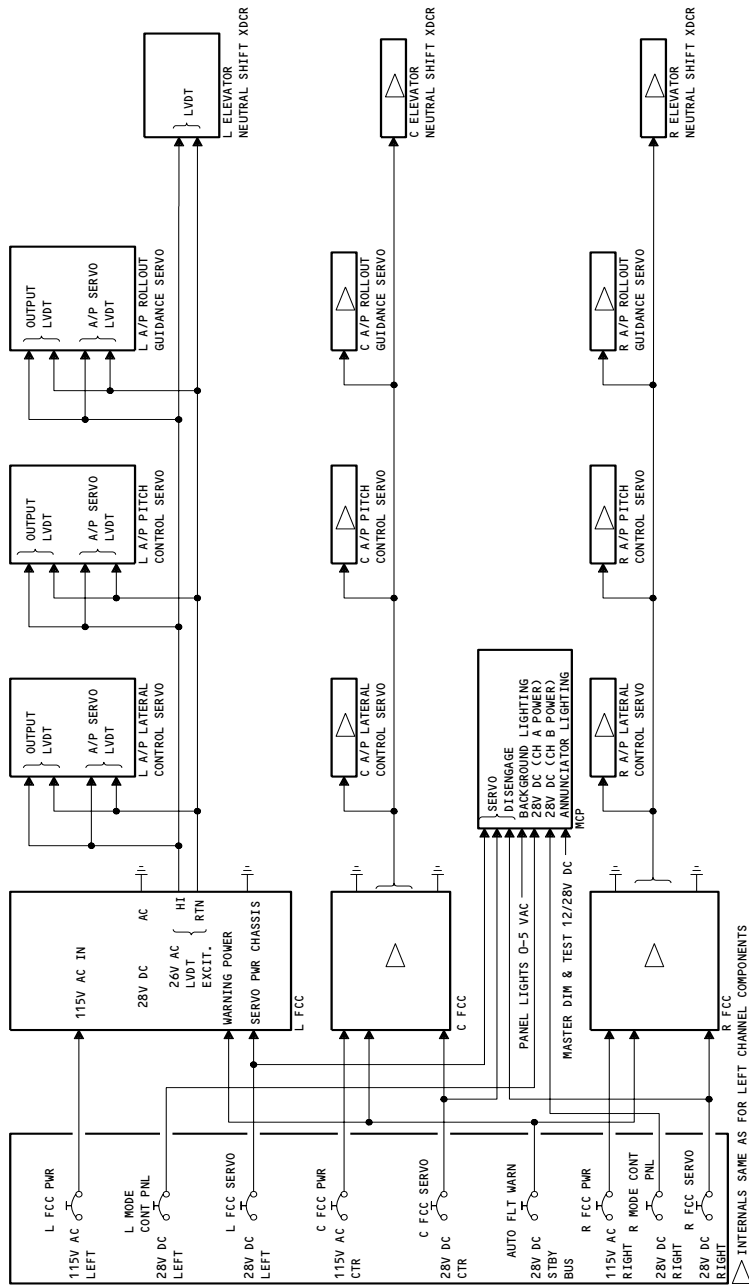 115V AC
LEFT
L FCC PWR
28V DC
LEFT
L MODE
CONT PNL
28V DC
LEFT
L FCC SERVO
115V AC
CTR
C FCC PWR
28V DC
CTR
C FCC SERVO
28V DC
STBY
BUS
AUTO FLT WARN
115V AC
RIGHT
R FCC PWR
28V DC
RIGHT
R MODE CONT
PNL
28V DC
RIGHT
R FCC SERVO
115V AC IN
28V DC
AC
26V AC
LVDT
EXCIT.
HI
RTN
WARNING POWER
SERVO PWR CHASSIS
L FCC
C FCC
R FCC
PANEL LIGHTS 0-5 VAC
MASTER DIM & TEST 12/28V DC
SERVO
DISENGAGE
BACKGROUND LIGHTING
28V DC (CH A POWER)
28V DC (CH B POWER)
ANNUNCIATOR LIGHTING
MCP
OUTPUT
LVDT
A/P SERVO
LVDT
L A/P LATERAL
CONTROL SERVO
OUTPUT
LVDT
A/P SERVO
LVDT
L A/P PITCH
CONTROL SERVO
OUTPUT
LVDT
A/P SERVO
LVDT
L A/P ROLLOUT
GUIDANCE SERVO
LVDT
L ELEVATOR
NEUTRAL SHIFT XDCR
C A/P LATERAL
CONTROL SERVO
C A/P PITCH
CONTROL SERVO
C A/P ROLLOUT
GUIDANCE SERVO
C ELEVATOR
NEUTRAL SHIFT XDCR
R A/P LATERAL
CONTROL SERVO
R A/P PITCH
CONTROL SERVO
R A/P ROLLOUT
GUIDANCE SERVO
R ELEVATOR
NEUTRAL SHIFT XDCR
INTERNALS SAME AS FOR LEFT CHANNEL COMPONENTS